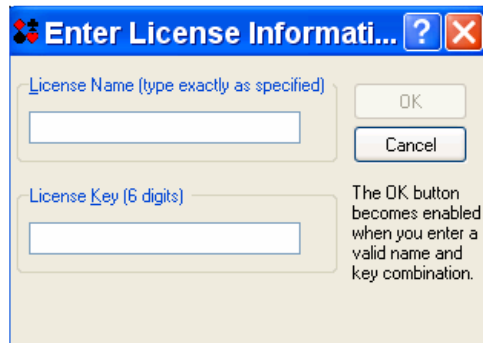 Enter License Informati...
License Name (type exactly as specified)
OK
Cancel
License Key (6 digits)
The OK button
becomes enabled
when you enter a
valid name and
key combination.